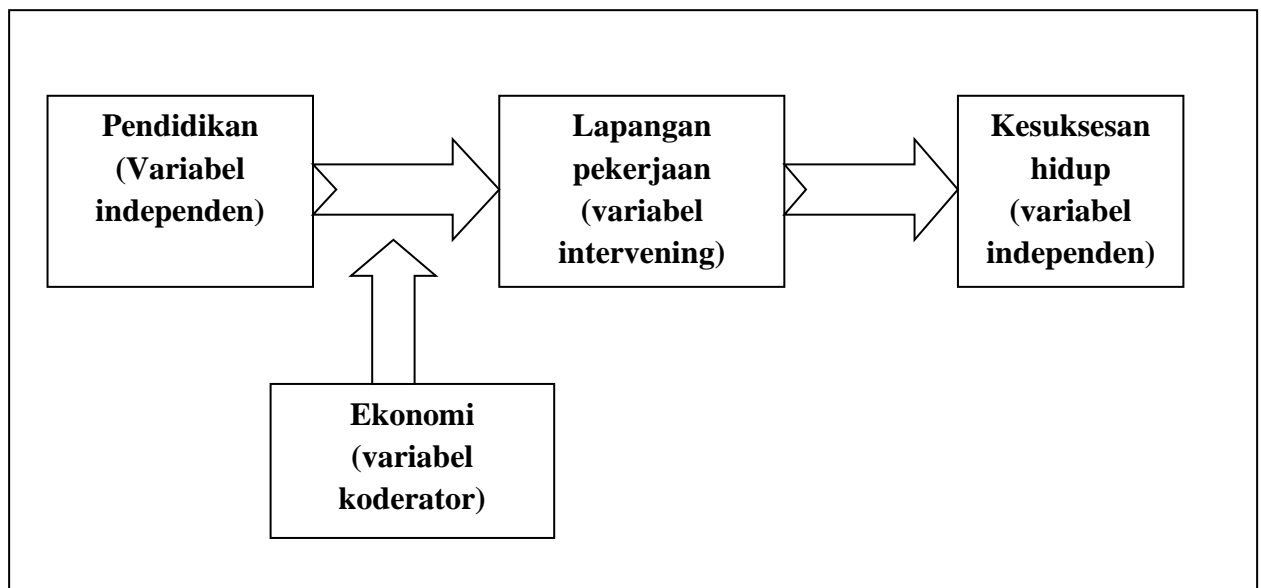 Pendidikan
(Variabel
independen)
Lapangan
pekerjaan
(variabel
intervening)
Kesuksesan
hidup
(variabel
independen)
Ekonomi
(variabel
koderator)